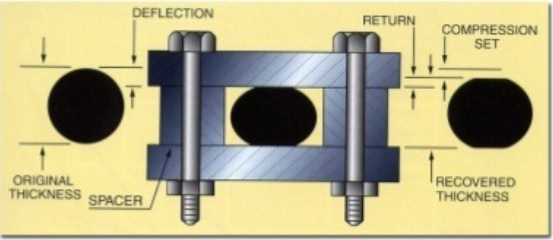 DEFLECTION
RETURN
COMPRESSION
SET
ORIGINAL
THICKNESS
SPACER
RECOVERED
THICKNESS